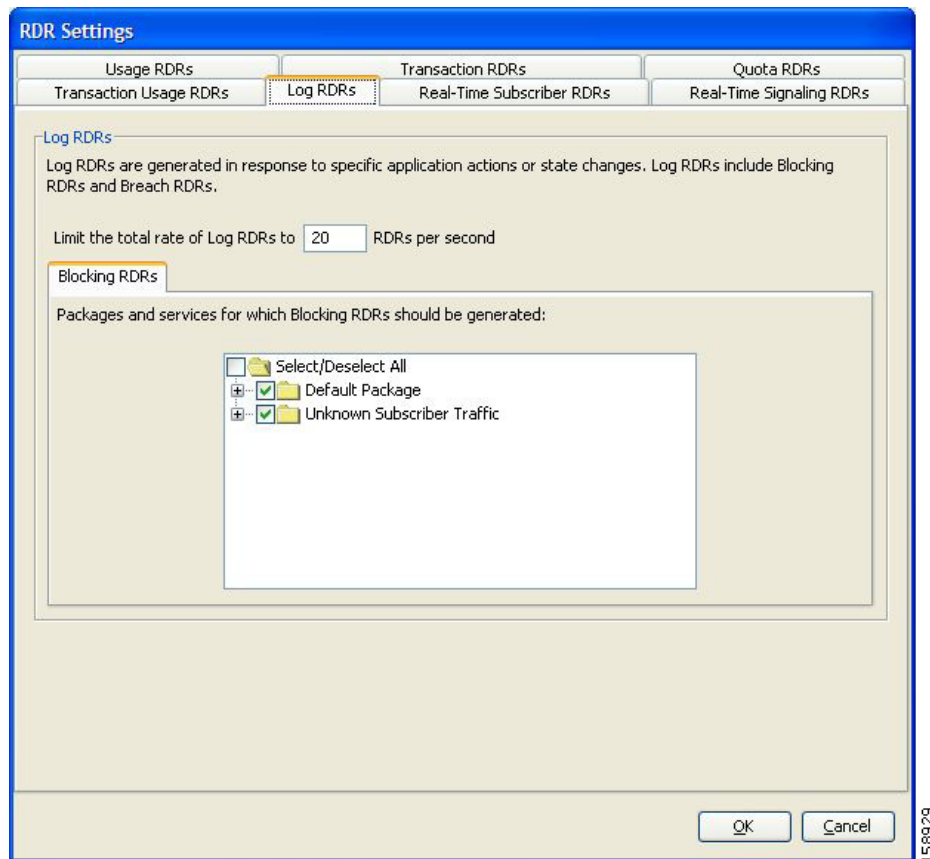 RDR Settings
Usage RDRs
Transaction RDRs
Quota RDRs
Transaction Usage RDRs
Log RDRs
Real-Time Subscriber RDRs
Real-Time Signaling RDRs
Log RDRs
Log RDRs are generated in response to specific application actions or state changes. Log RDRs include Blocking
RDRs and Breach RDRs.
Limit the total rate of Log RDRs to 20 RDRs per second
Blocking RDRs
Packages and services for which Blocking RDRs should be generated:
Select/Deselect All
Default Package
Unknown Subscriber Traffic
OK
Cancel
158929